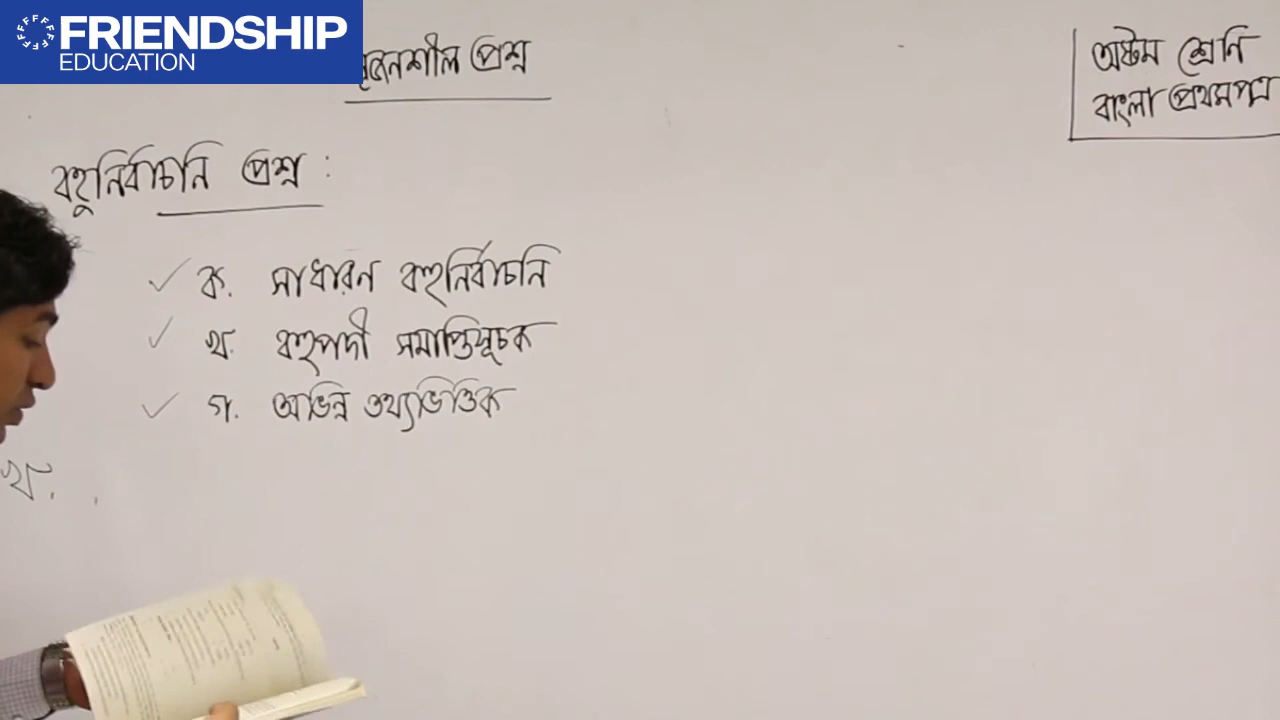 FRIENDSHIP
EDUCATION
সৃজনশীল প্রশ্ন
অষ্টম শ্রেণি
বাংলা প্রথমপত্র
বহুনির্বাচনি প্রশ্ন :
✓ ক. সাধারন বহুনির্বাচনি
✓ খ. বহুপদী সমাপ্তিসূচক
✓ গ. অভিন্ন তথ্যভিত্তিক
খ.